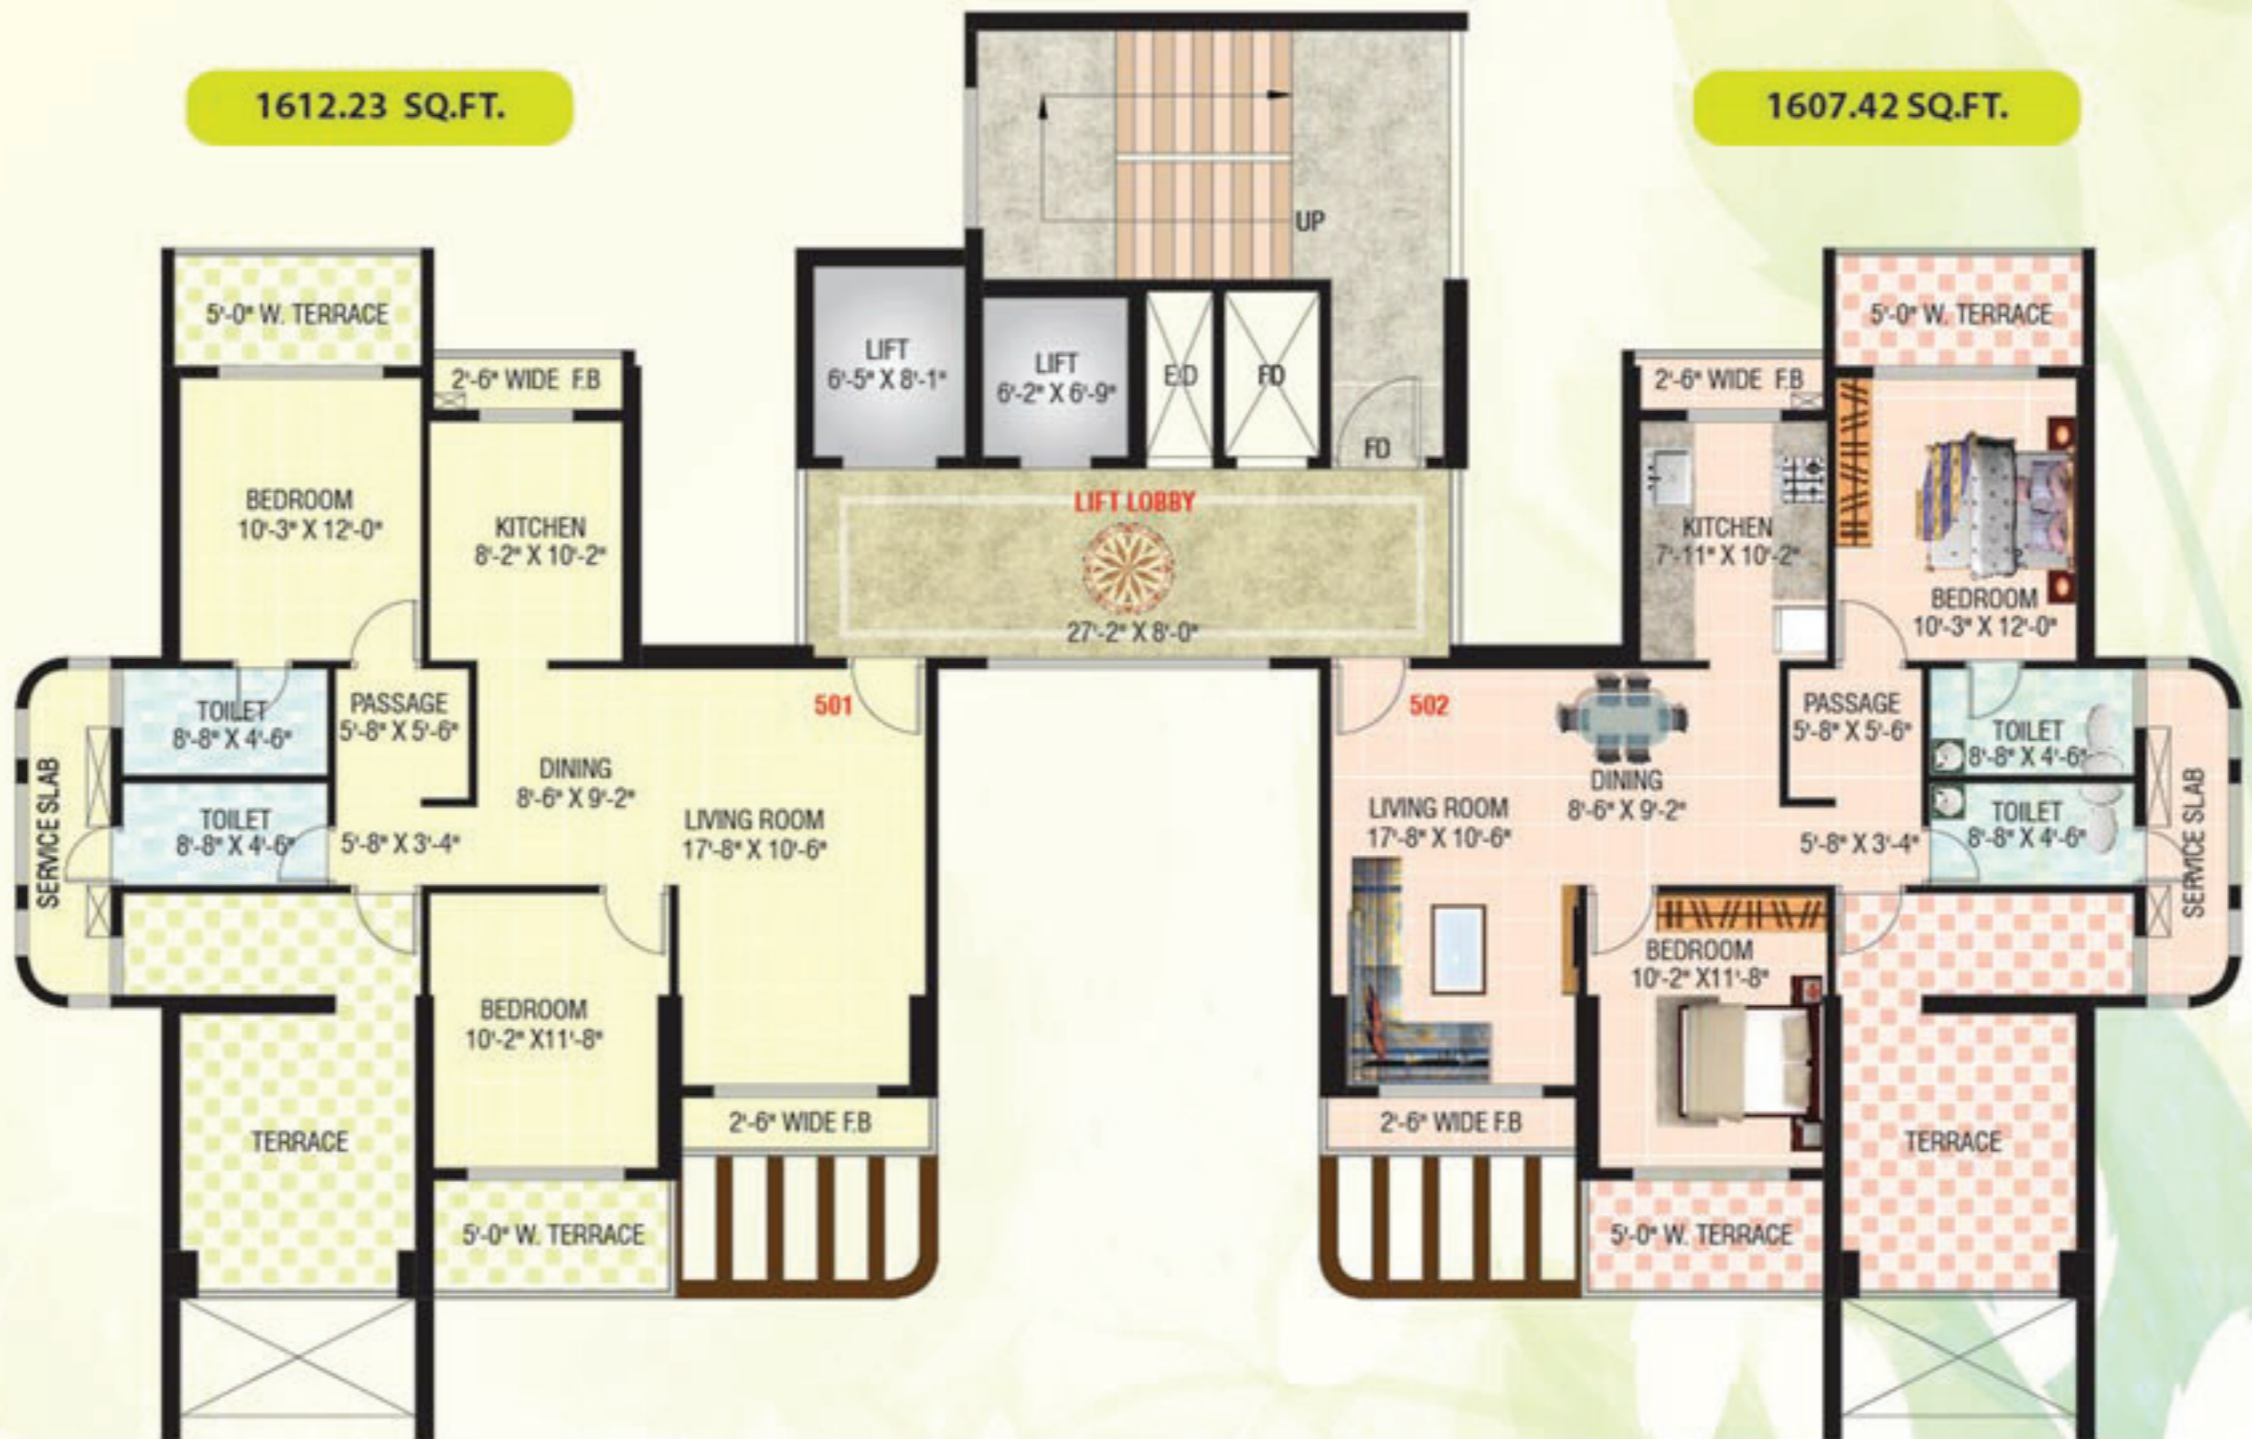 1612.23 SQ.FT.
1607.42 SQ.FT.
UP
5'-0" W. TERRACE
2'-6" WIDE F.B
BEDROOM
10'-3" X 12'-0"
KITCHEN
8'-2" X 10'-2"
LIFT
6'-5" X 8'-1"
LIFT
6'-2" X 6'-9"
E.D
FD
FD
LIFT LOBBY
27'-2" X 8'-0"
5'-0" W. TERRACE
2'-6" WIDE F.B
KITCHEN
7'-11" X 10'-2"
BEDROOM
10'-3" X 12'-0"
SERVICE SLAB
TOILET
8'-8" X 4'-6"
PASSAGE
5'-8" X 5'-6"
501
DINING
8'-6" X 9'-2"
TOILET
8'-8" X 4'-6"
5'-8" X 3'-4"
LIVING ROOM
17'-8" X 10'-6"
BEDROOM
10'-2" X11'-8"
TERRACE
2'-6" WIDE F.B
5'-0" W. TERRACE
502
PASSAGE
5'-8" X 5'-6"
TOILET
8'-8" X 4'-6"
DINING
8'-6" X 9'-2"
LIVING ROOM
17'-8" X 10'-6"
5'-8" X 3'-4"
TOILET
8'-8" X 4'-6"
SERVICE SLAB
BEDROOM
10'-2" X11'-8"
2'-6" WIDE F.B
TERRACE
5'-0" W. TERRACE